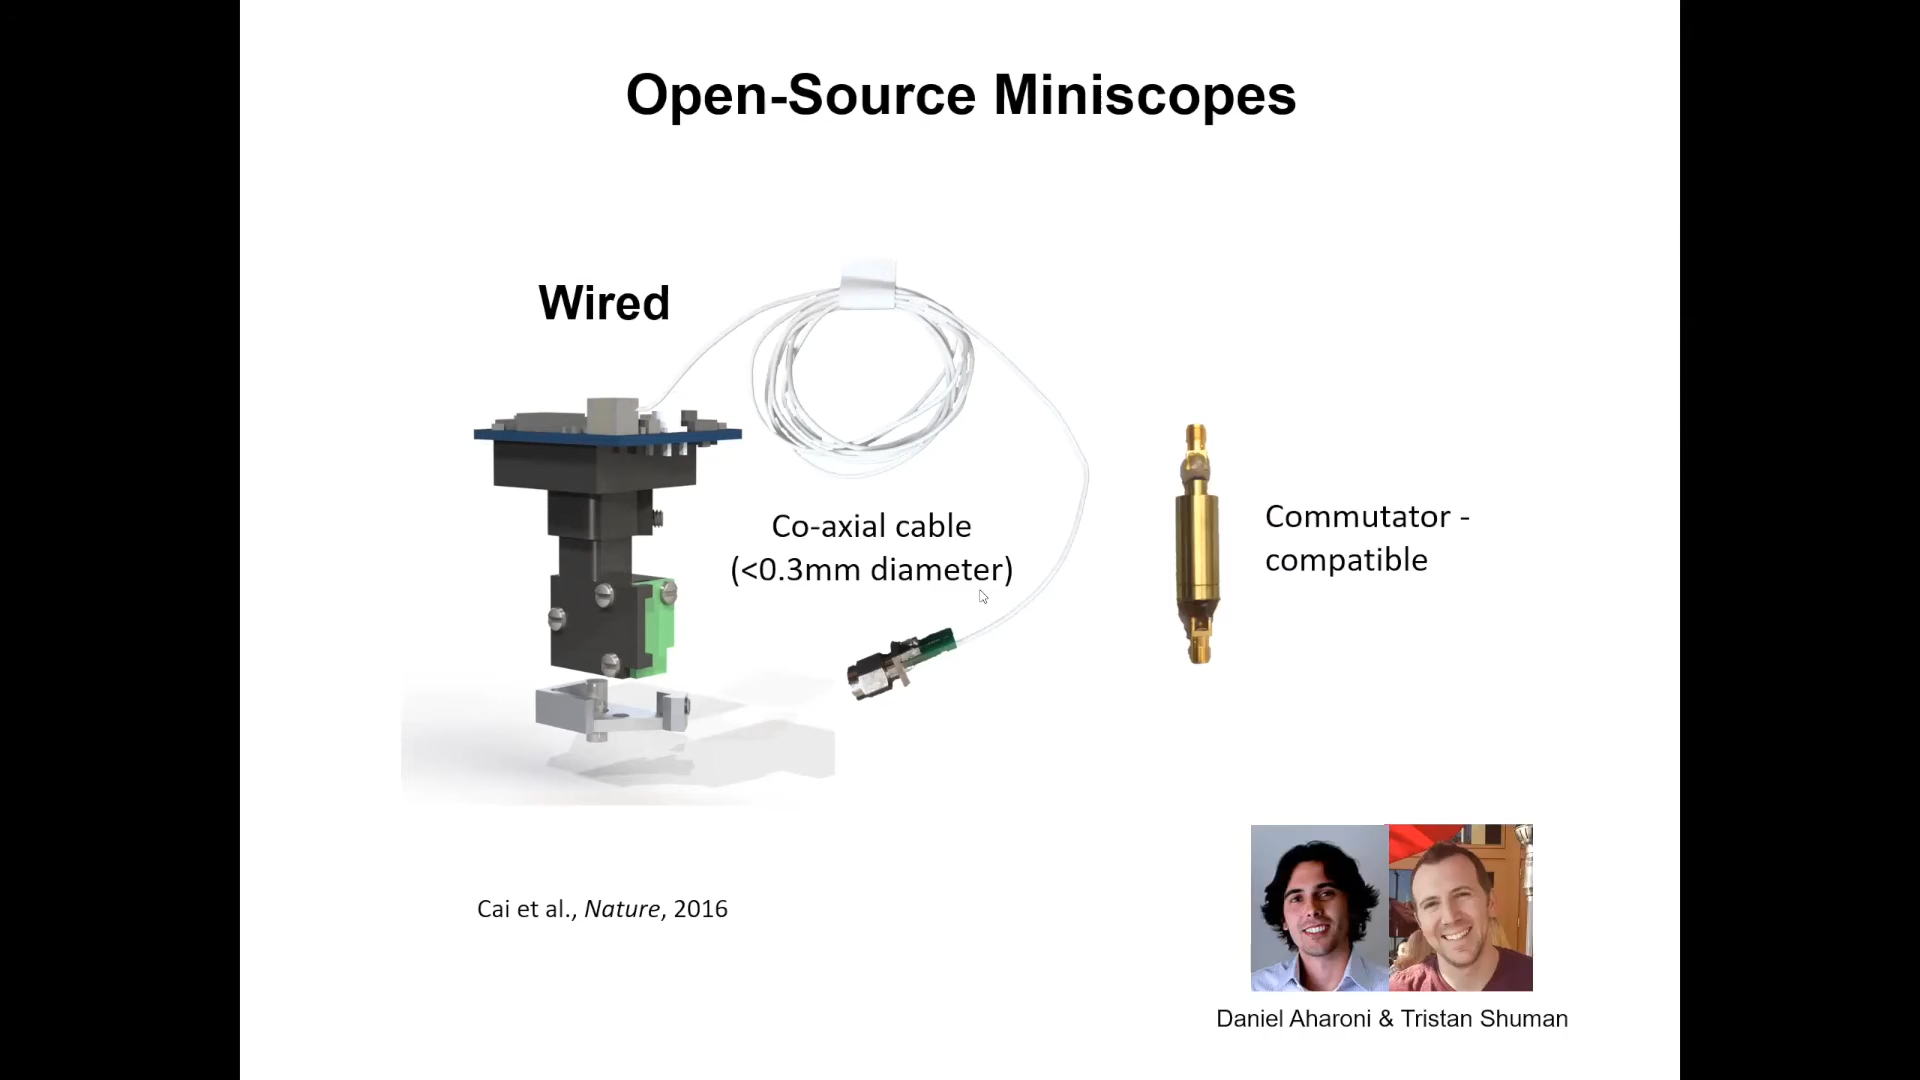 Open-Source Miniscopes
Wired
Co-axial cable
(<0.3mm diameter)
Commutator -
compatible
Cai et al., Nature, 2016
Daniel Aharoni & Tristan Shuman